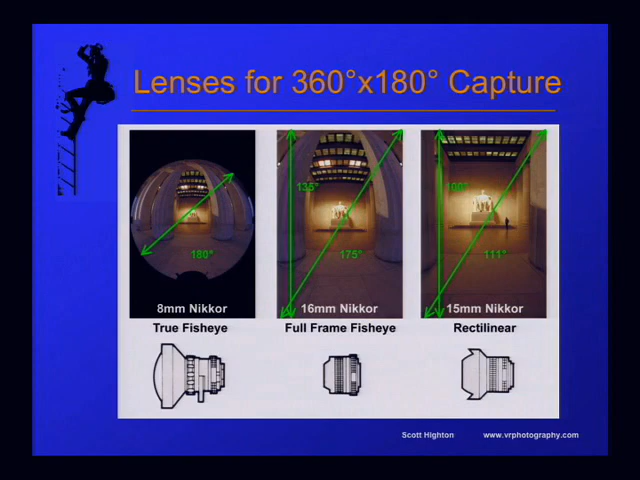 Lenses for 360°x180° Capture
135°
100°
180°
175°
111°
8mm Nikkor
16mm Nikkor
15mm Nikkor
True Fisheye
Full Frame Fisheye
Rectilinear
Scott Highton
www.vrphotography.com